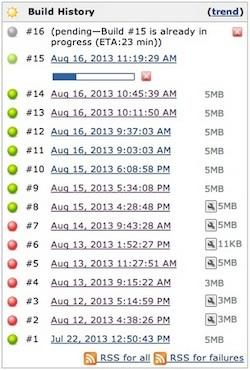 Build History (trend)
#16 (pending—Build #15 is already in progress (ETA:23 min))
#15 Aug 16, 2013 11:19:29 AM
#14 Aug 16, 2013 10:45:39 AM 5MB
#13 Aug 16, 2013 10:11:50 AM 5MB
#12 Aug 16, 2013 9:37:03 AM 5MB
#11 Aug 16, 2013 9:03:03 AM 5MB
#10 Aug 15, 2013 6:08:58 PM 5MB
#9 Aug 15, 2013 5:34:08 PM 5MB
#8 Aug 15, 2013 4:28:48 PM 5MB
#7 Aug 14, 2013 9:43:28 AM 5MB
#6 Aug 13, 2013 1:52:27 PM 11KB
#5 Aug 13, 2013 11:27:51 AM 5MB
#4 Aug 13, 2013 9:15:22 AM 3MB
#3 Aug 12, 2013 5:14:59 PM 3MB
#2 Aug 12, 2013 4:38:26 PM 3MB
#1 Jul 22, 2013 12:50:43 PM 5MB
RSS for all RSS for failures